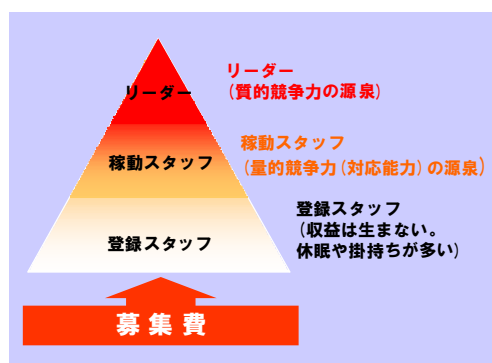 リーダー
リーダー
(質的競争力の源泉)
稼動スタッフ
稼動スタッフ
(量的競争力(対応能力)の源泉)
登録スタッフ
登録スタッフ
(収益は生まない。
休眠や掛持ちが多い)
募集費